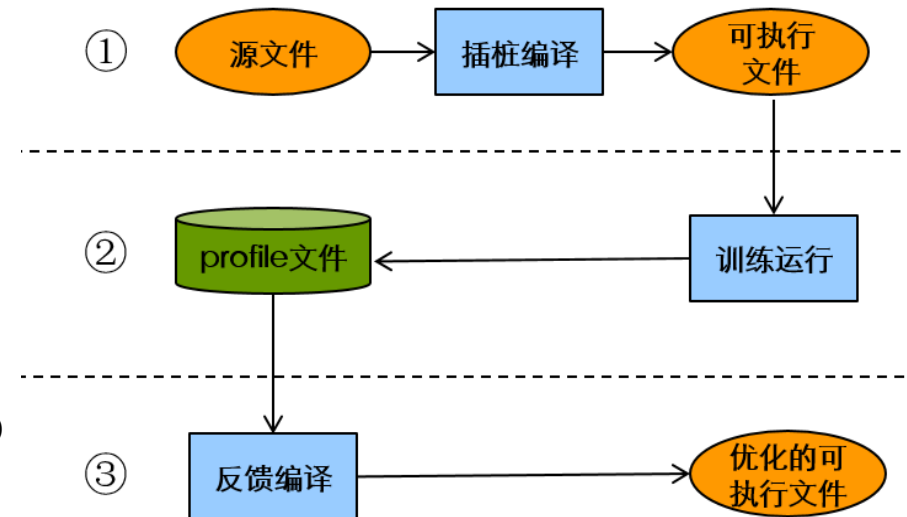 ①
源文件
插桩编译
可执行
文件
②
profile文件
训练运行
③
反馈编译
优化的可
执行文件